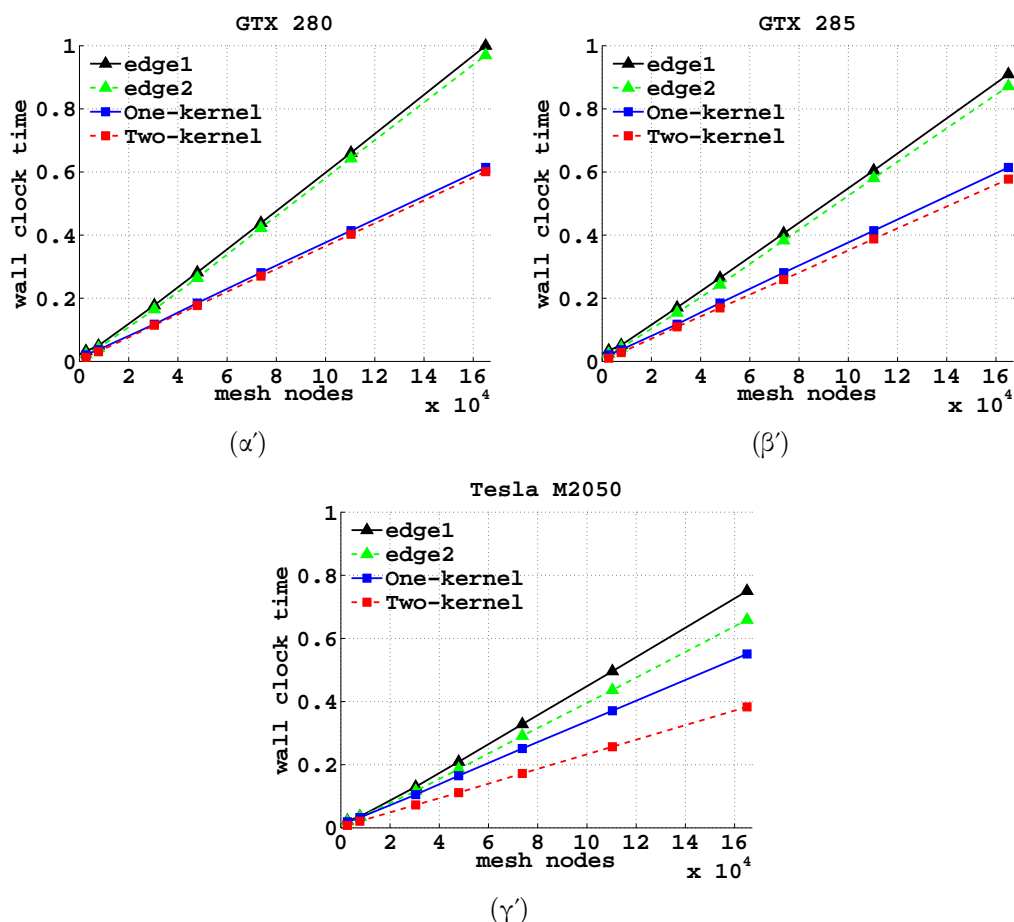 GTX 280
1
0.8
0.6
0.4
0.2
0
wall clock time
edge1
edge2
One-kernel
Two-kernel
0 2 4 6 8 10 12 14 16
mesh nodes
x 10^4
(α΄)
GTX 285
1
0.8
0.6
0.4
0.2
0
wall clock time
edge1
edge2
One-kernel
Two-kernel
0 2 4 6 8 10 12 14 16
mesh nodes
x 10^4
(β΄)
Tesla M2050
1
0.8
0.6
0.4
0.2
0
wall clock time
edge1
edge2
One-kernel
Two-kernel
0 2 4 6 8 10 12 14 16
mesh nodes
x 10^4
(γ΄)